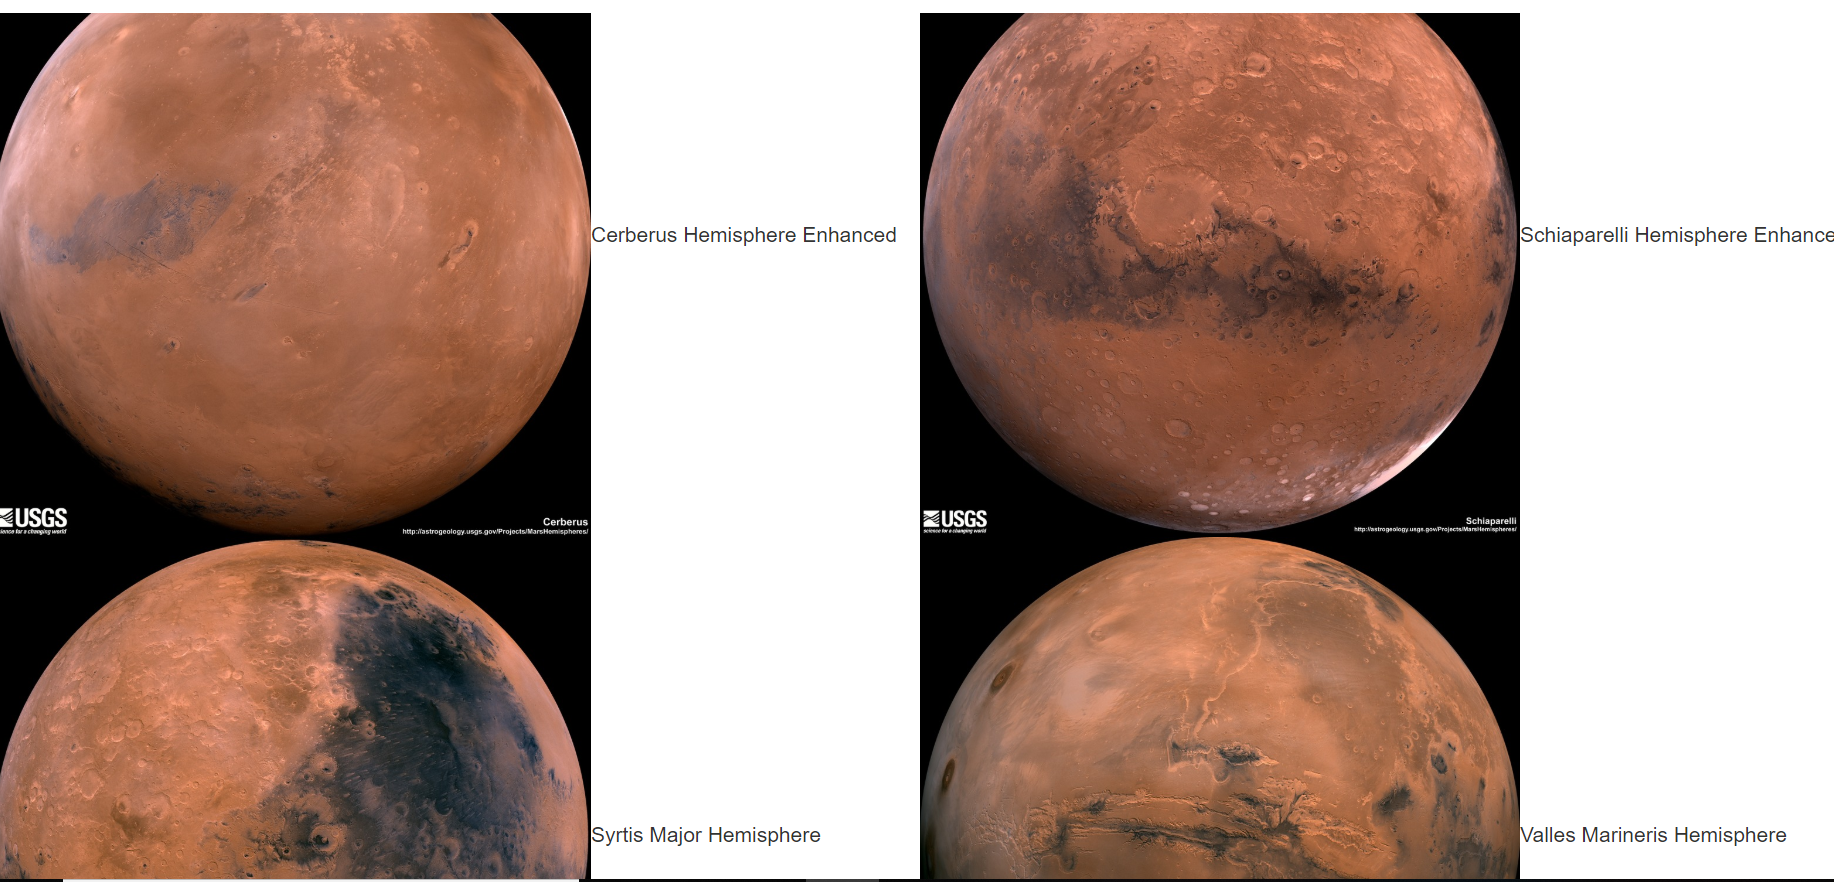 Cerberus Hemisphere Enhanced
Schiaparelli Hemisphere Enhance
USGS
science for a changing world
Cerberus
http://astrogeology.usgs.gov/Projects/MarsHemispheres/
USGS
science for a changing world
Schiaparelli
http://astrogeology.usgs.gov/Projects/MarsHemispheres/
Syrtis Major Hemisphere
Valles Marineris Hemisphere